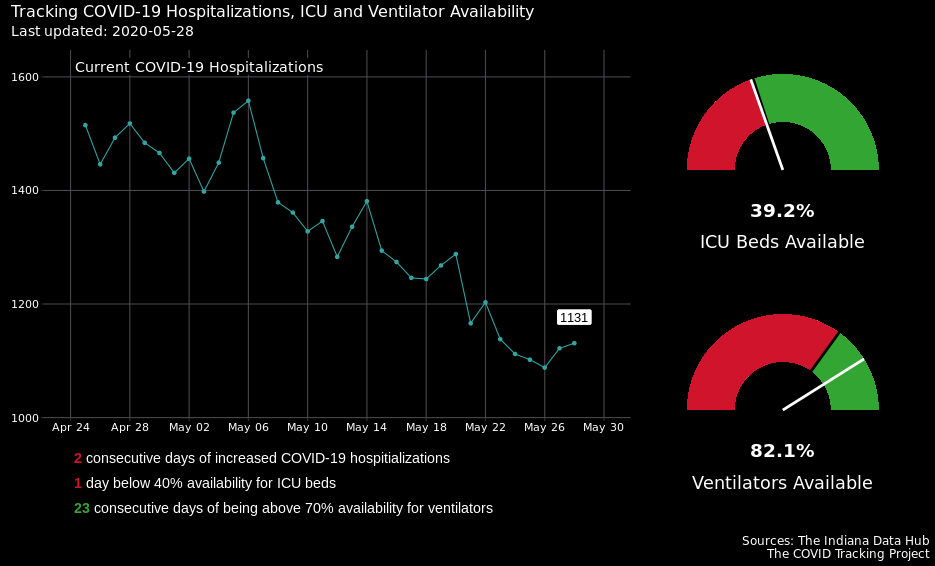 Tracking COVID-19 Hospitalizations, ICU and Ventilator Availability
Last updated: 2020-05-28
Current COVID-19 Hospitalizations
1600
1400
1200
1000
1131
Apr 24 Apr 28 May 02 May 06 May 10 May 14 May 18 May 22 May 26 May 30
39.2%
ICU Beds Available
82.1%
Ventilators Available
2 consecutive days of increased COVID-19 hospitializations
1 day below 40% availability for ICU beds
23 consecutive days of being above 70% availability for ventilators
Sources: The Indiana Data Hub
The COVID Tracking Project